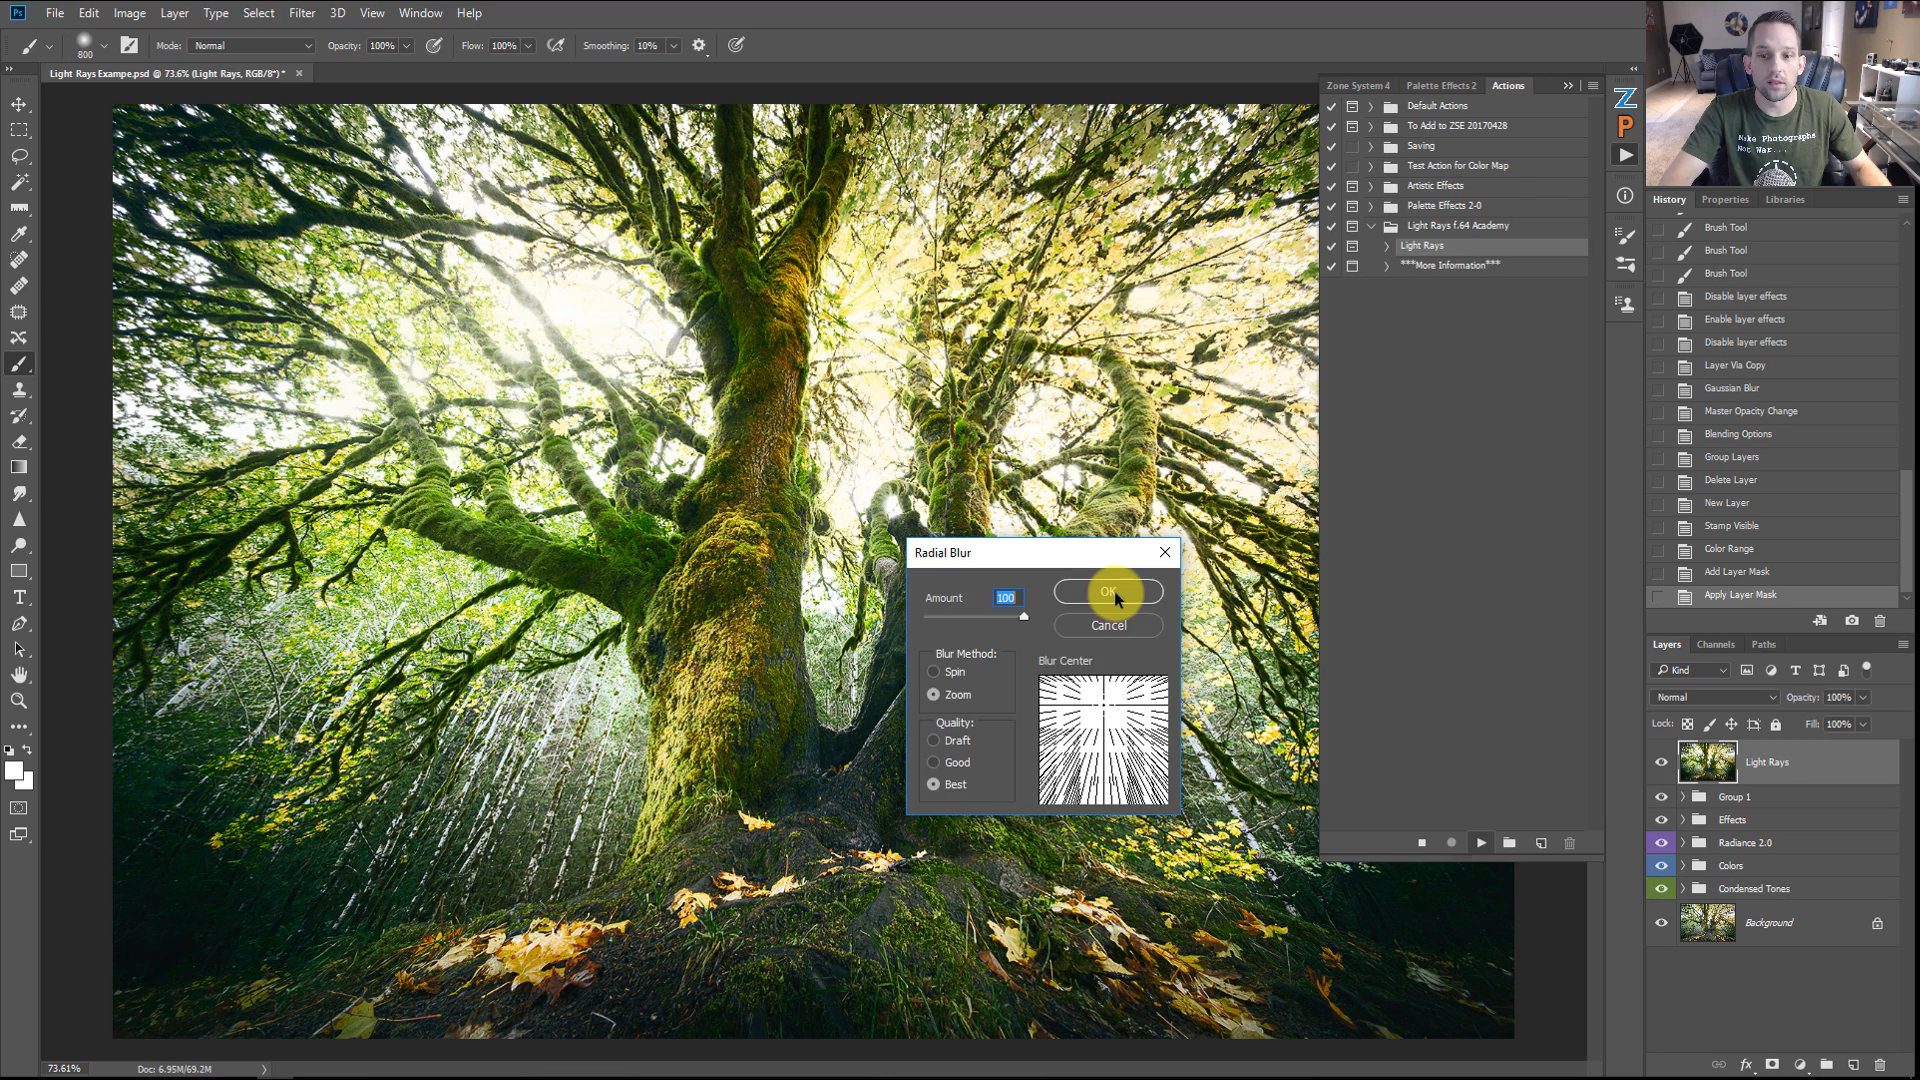 Ps File Edit Image Layer Type Select Filter 3D View Window Help
800 Mode: Normal Opacity: 100% Flow: 100% Smoothing: 10%
Light Rays Exampe.psd @ 73.6% (Light Rays, RGB/8*) *
Zone System 4 Palette Effects 2 Actions
Default Actions
To Add to ZSE 20170428
Saving
Test Action for Color Map
Artistic Effects
Palette Effects 2-0
Light Rays f.64 Academy
Light Rays
***More Information***
Z
P
Make Photographs
Not War...
History Properties Libraries
Brush Tool
Brush Tool
Brush Tool
Disable layer effects
Enable layer effects
Disable layer effects
Layer Via Copy
Gaussian Blur
Master Opacity Change
Blending Options
Group Layers
Delete Layer
New Layer
Stamp Visible
Color Range
Add Layer Mask
Apply Layer Mask
Radial Blur
Amount 100 OK
Cancel
Blur Method:
Spin
Zoom
Quality:
Draft
Good
Best
Blur Center
Layers Channels Paths
Kind
Normal Opacity: 100%
Lock: Fill: 100%
Light Rays
Group 1
Effects
Radiance 2.0
Colors
Condensed Tones
Background
fx
73.61% Doc: 6.95M/69.2M